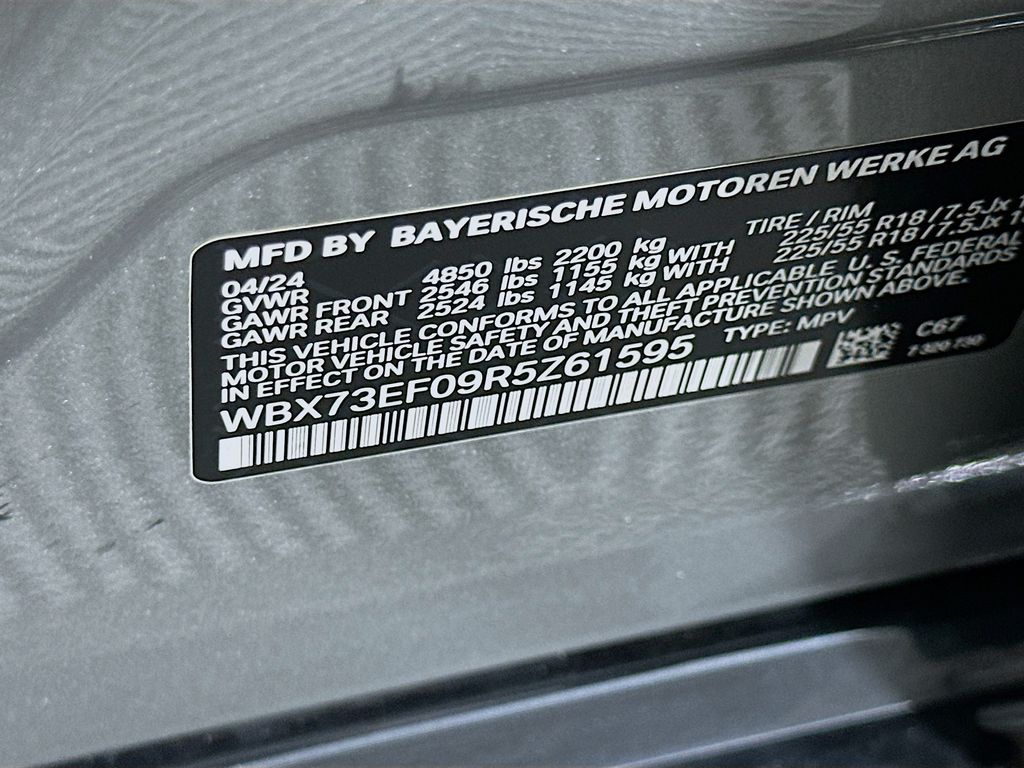 MFD BY BAYERISCHE MOTOREN WERKE AG
04/24 TIRE / RIM
GVWR 4850 lbs 2200 kg
GAWR FRONT 2546 lbs 1155 kg WITH 225/55 R18 / 7.5Jx
GAWR REAR 2524 lbs 1145 kg WITH 225/55 R18 / 7.5Jx
THIS VEHICLE CONFORMS TO ALL APPLICABLE U. S. FEDERAL
MOTOR VEHICLE SAFETY AND THEFT PREVENTION STANDARDS
IN EFFECT ON THE DATE OF MANUFACTURE SHOWN ABOVE.
WBX73EF09R5Z61595 TYPE: MPV
C67